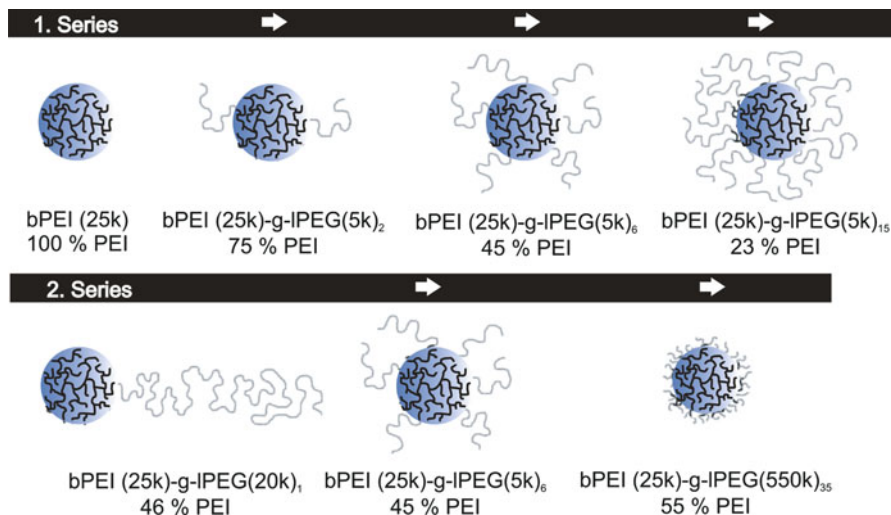 1. Series
bPEI (25k)
100 % PEI
bPEI (25k)-g-lPEG(5k)₂
75 % PEI
bPEI (25k)-g-lPEG(5k)₆
45 % PEI
bPEI (25k)-g-lPEG(5k)₁₅
23 % PEI
2. Series
bPEI (25k)-g-lPEG(20k)₁
46 % PEI
bPEI (25k)-g-lPEG(5k)₆
45 % PEI
bPEI (25k)-g-lPEG(550k)₃₅
55 % PEI